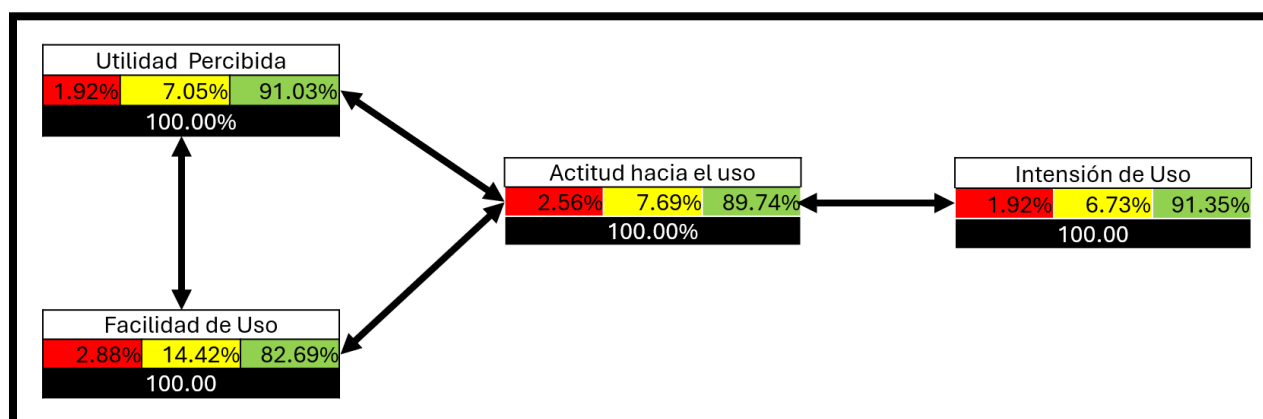 Utilidad Percibida
1.92% 7.05% 91.03%
100.00%
Actitud hacia el uso
2.56% 7.69% 89.74%
100.00%
Intensión de Uso
1.92% 6.73% 91.35%
100.00
Facilidad de Uso
2.88% 14.42% 82.69%
100.00